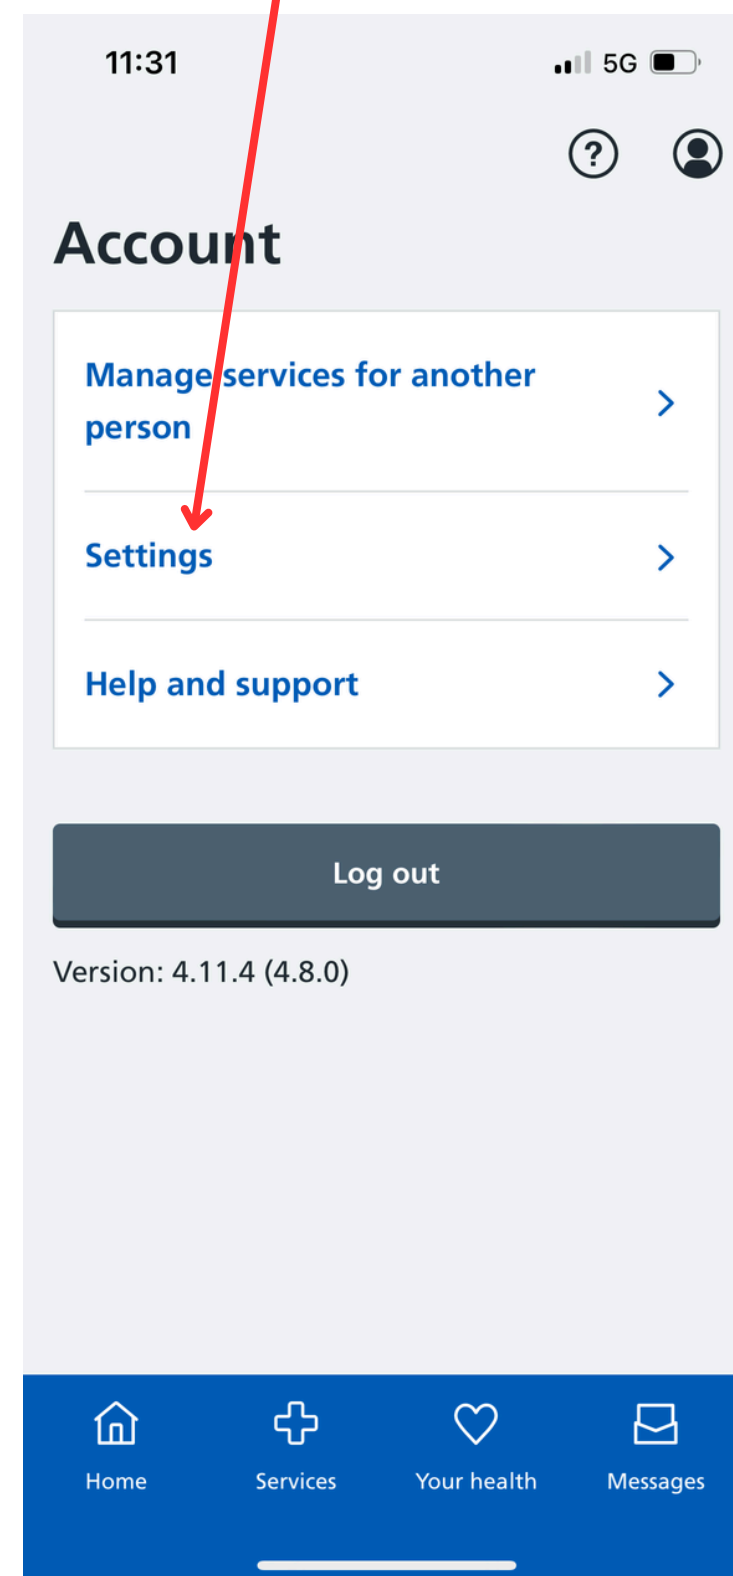 11:31
5G
?
Account
Manage services for another
person
Settings
Help and support
Log out
Version: 4.11.4 (4.8.0)
Home
Services
Your health
Messages